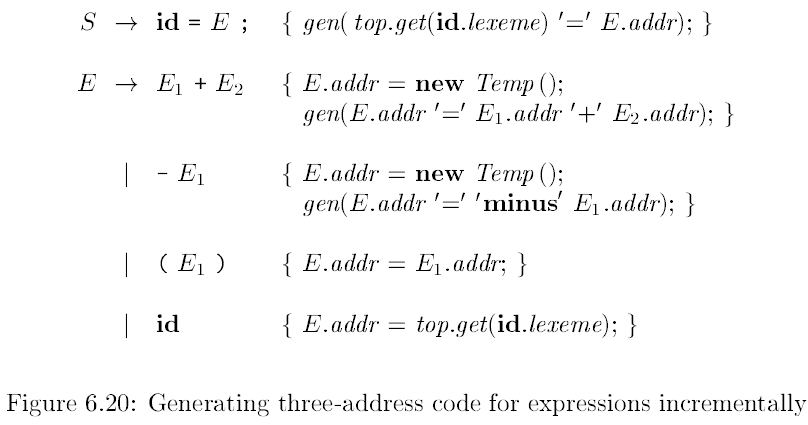 S → id = E ; { gen( top.get(id.lexeme) '=' E.addr); }
E → E₁ + E₂ { E.addr = new Temp();
gen(E.addr '=' E₁.addr '+' E₂.addr); }
| - E₁ { E.addr = new Temp();
gen(E.addr '=' 'minus' E₁.addr); }
| ( E₁ ) { E.addr = E₁.addr; }
| id { E.addr = top.get(id.lexeme); }
Figure 6.20: Generating three-address code for expressions incrementally